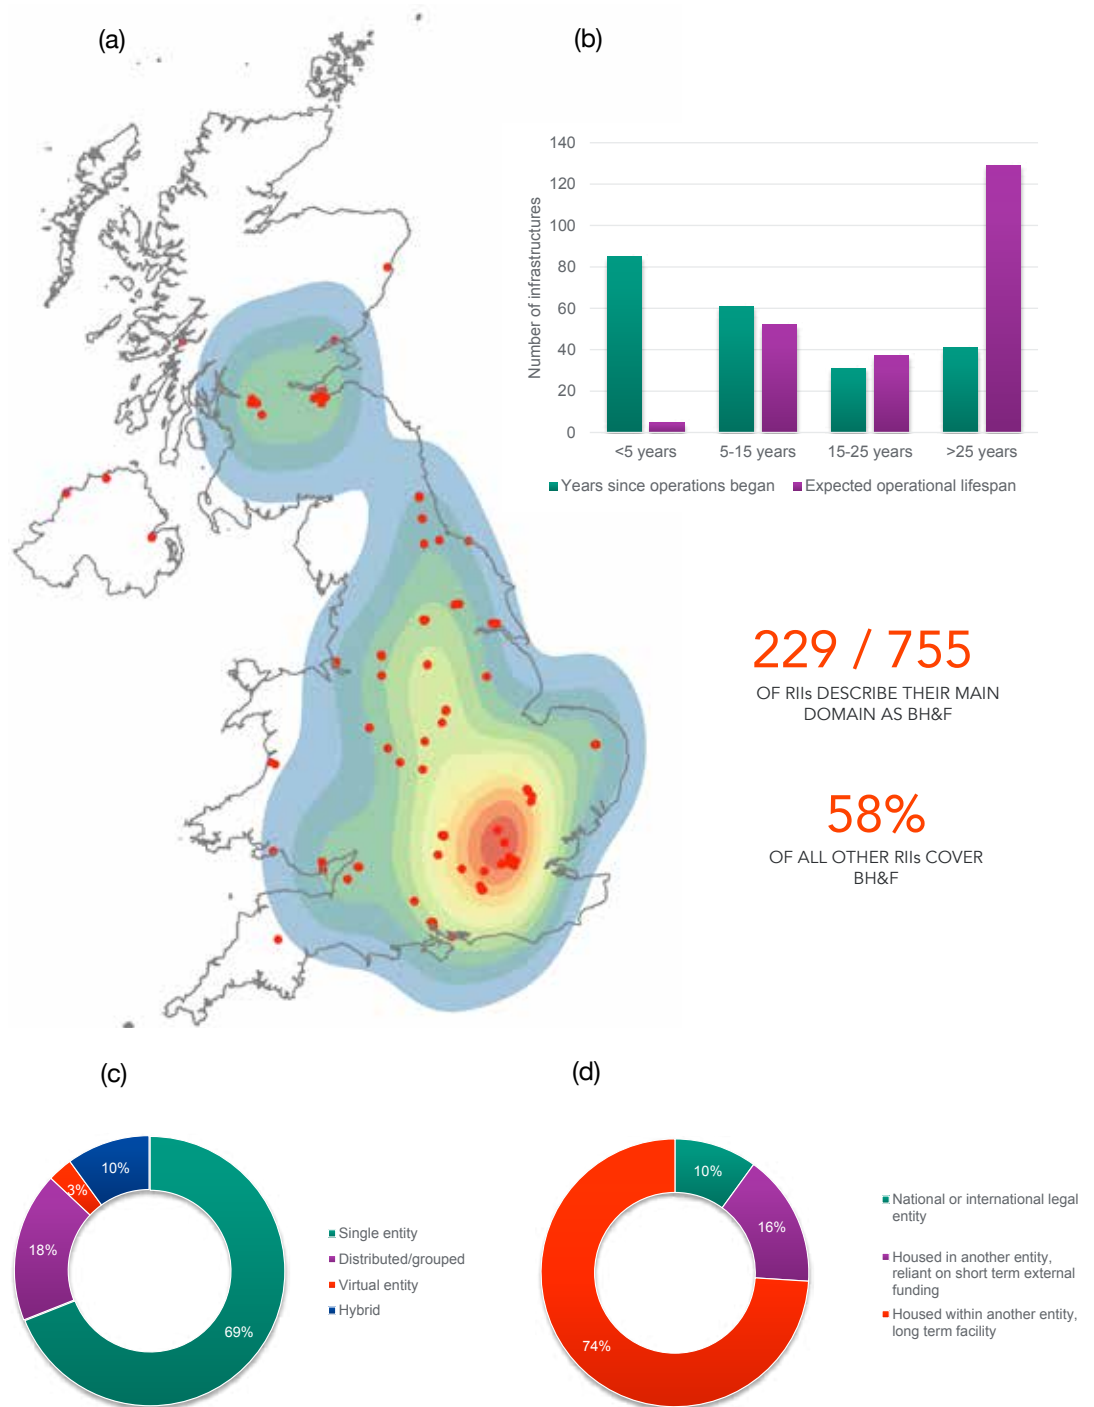 (a)
(b)
Number of infrastructures
140
120
100
80
60
40
20
0
<5 years
5-15 years
15-25 years
>25 years
Years since operations began
Expected operational lifespan
229 / 755
OF RIIs DESCRIBE THEIR MAIN
DOMAIN AS BH&F
58%
OF ALL OTHER RIIs COVER
BH&F
(c)
10%
3%
18%
69%
Single entity
Distributed/grouped
Virtual entity
Hybrid
(d)
10%
16%
74%
National or international legal
entity
Housed in another entity,
reliant on short term external
funding
Housed within another entity,
long term facility